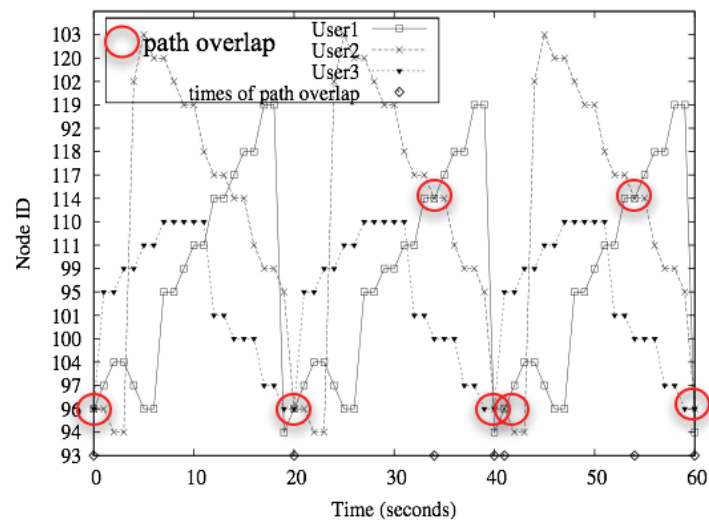 103
120
102
119
92
118
117
114
110
111
99
95
101
100
104
97
96
94
93
Node ID
path overlap
User1
User2
User3
times of path overlap
0 10 20 30 40 50 60
Time (seconds)